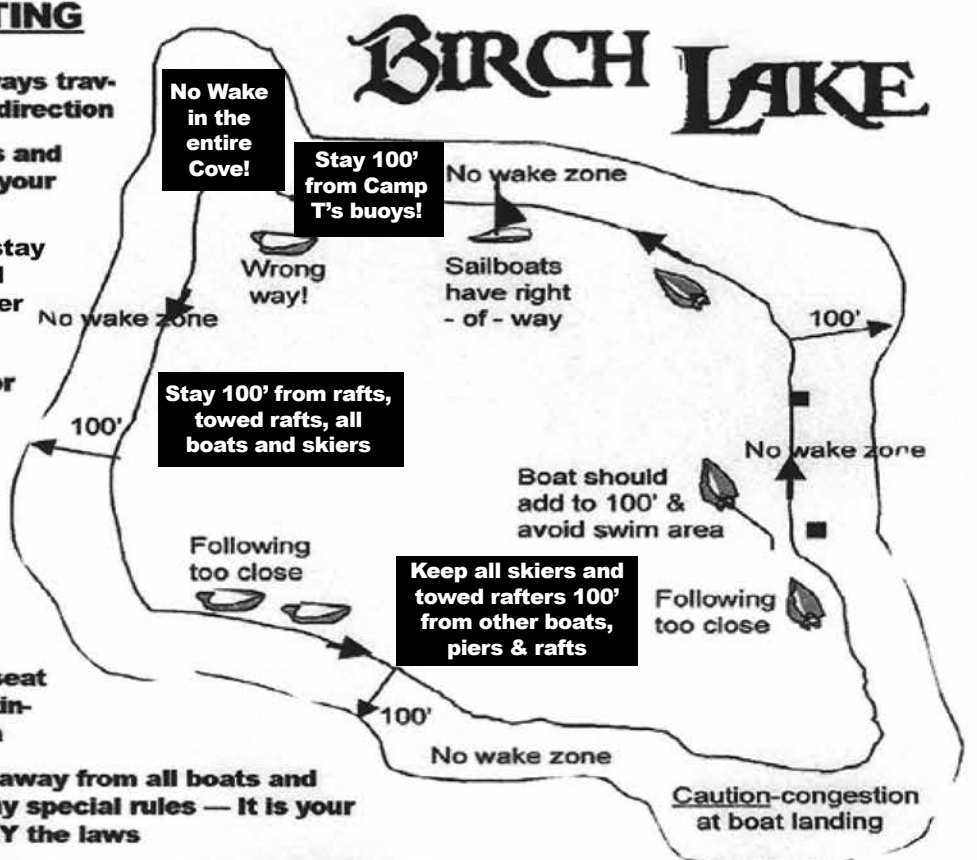 BIRCH LAKE
TING
ays trav-
direction
s and
your
stay
er
or
seat
in-
away from all boats and
y special rules — It is your
Y the laws
No Wake
in the
entire
Cove!
Stay 100’
from Camp
T’s buoys!
No wake zone
Wrong
way!
Sailboats
have right
- of - way
100'
No wake zone
Stay 100’ from rafts,
towed rafts, all
boats and skiers
100'
No wake zone
Boat should
add to 100' &
avoid swim area
Following
too close
Keep all skiers and
towed rafters 100’
from other boats,
piers & rafts
Following
too close
100'
No wake zone
Caution-congestion
at boat landing